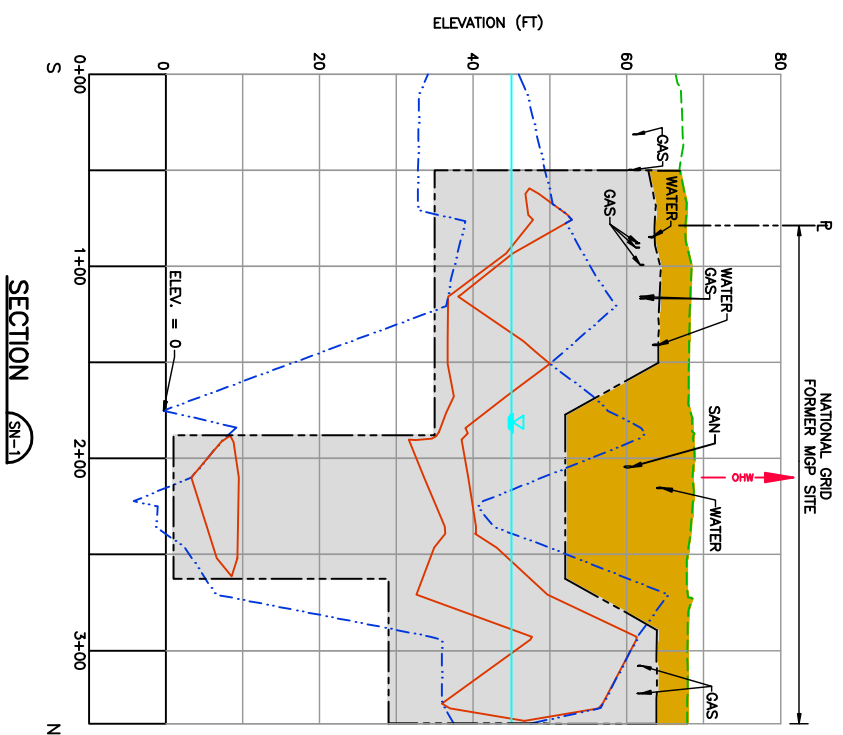 ELEVATION (FT)
S
0+00
0
20
40
60
80
GAS
WATER
GAS
PL
WATER
GAS
1+00
ELEV. = 0
NATIONAL GRID
FORMER MGP SITE
SAN
OHW
2+00
WATER
3+00
GAS
N
SECTION
SN-1